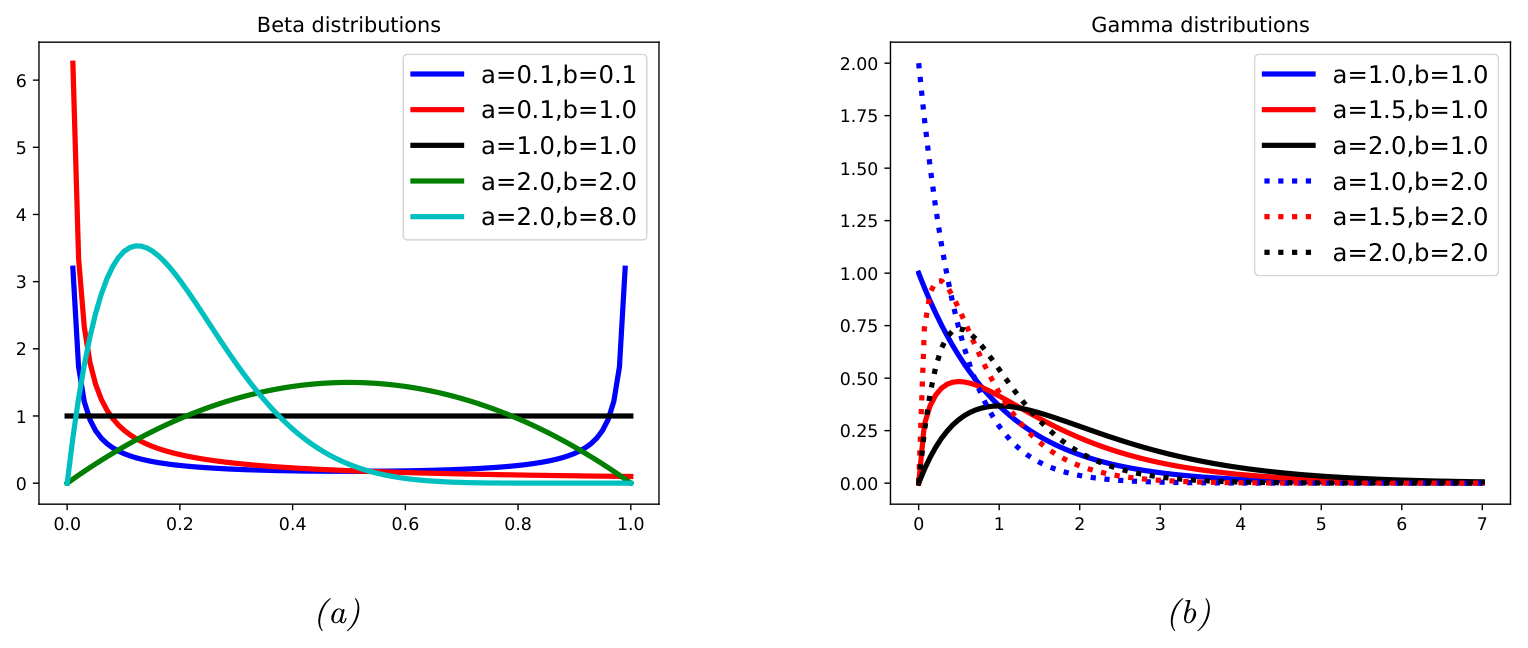 Beta distributions
6
5
4
3
2
1
0
0.0 0.2 0.4 0.6 0.8 1.0
a=0.1,b=0.1
a=0.1,b=1.0
a=1.0,b=1.0
a=2.0,b=2.0
a=2.0,b=8.0
(a)
Gamma distributions
2.00
1.75
1.50
1.25
1.00
0.75
0.50
0.25
0.00
0 1 2 3 4 5 6 7
a=1.0,b=1.0
a=1.5,b=1.0
a=2.0,b=1.0
a=1.0,b=2.0
a=1.5,b=2.0
a=2.0,b=2.0
(b)